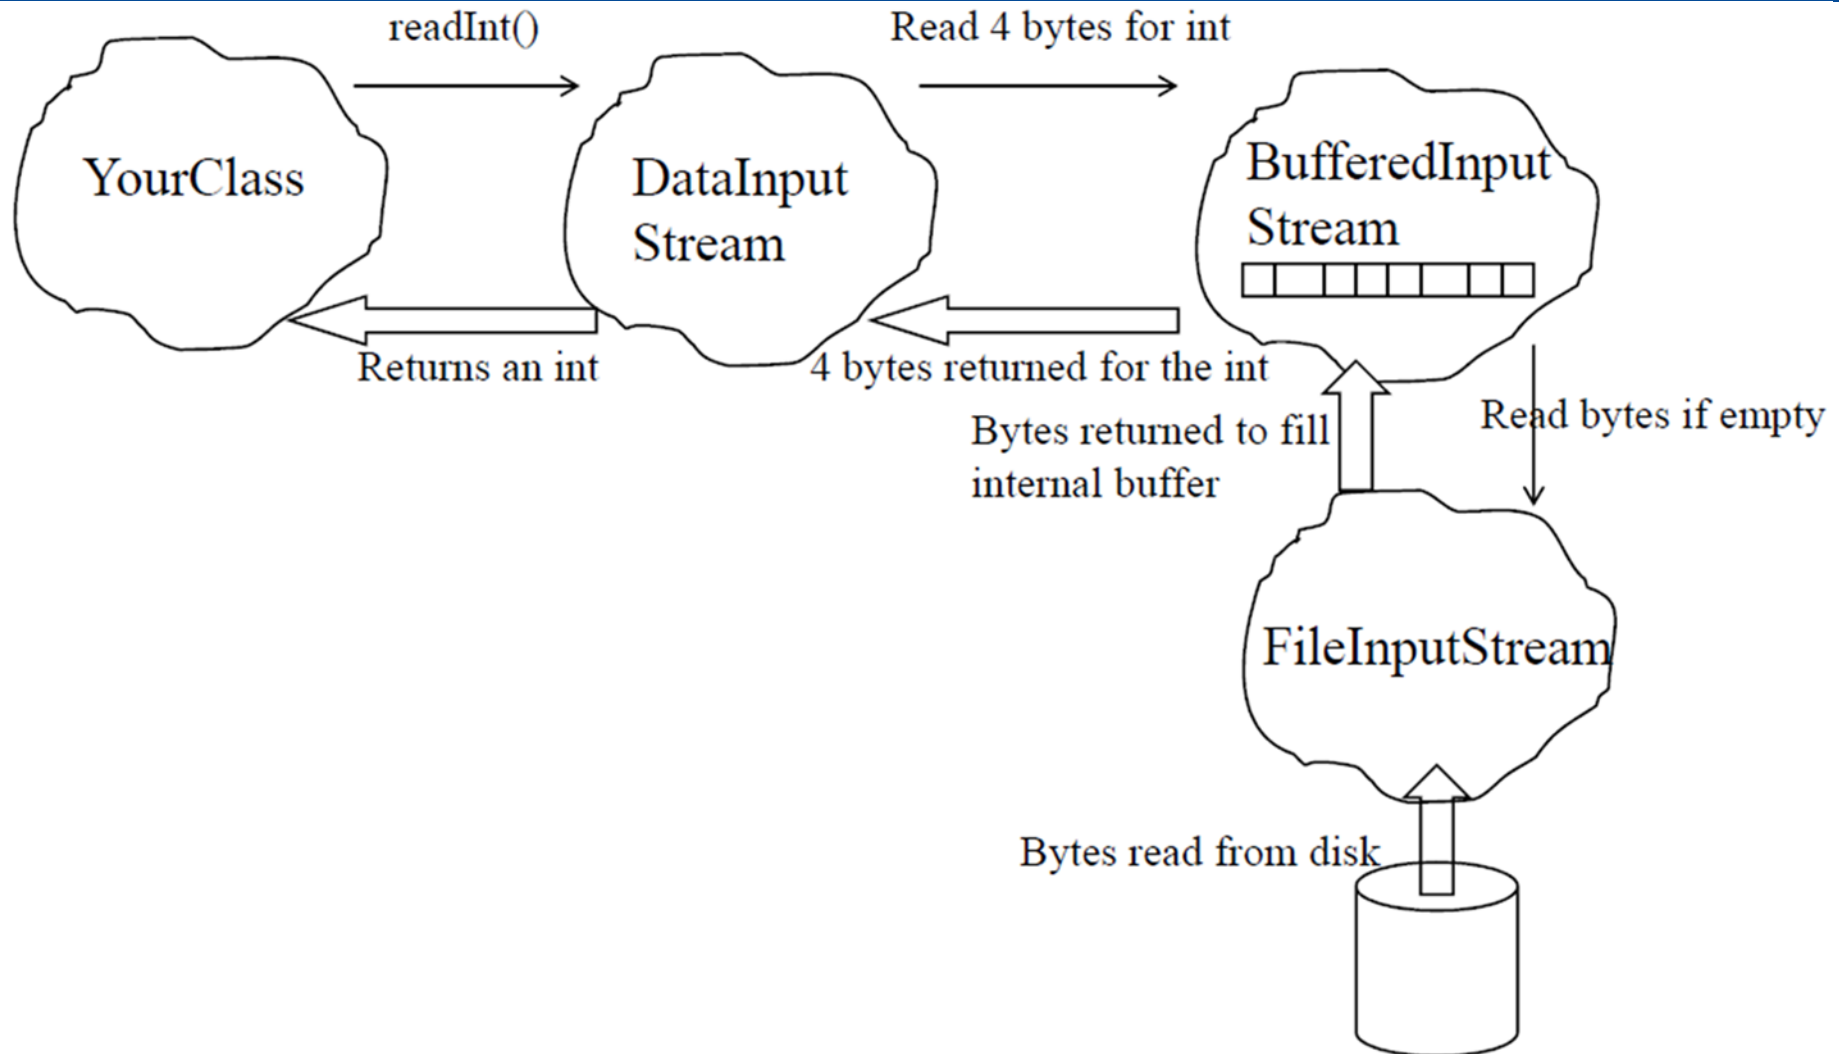 readInt()
Read 4 bytes for int
YourClass
DataInput
Stream
BufferedInput
Stream
Returns an int
4 bytes returned for the int
Bytes returned to fill
internal buffer
Read bytes if empty
FileInputStream
Bytes read from disk